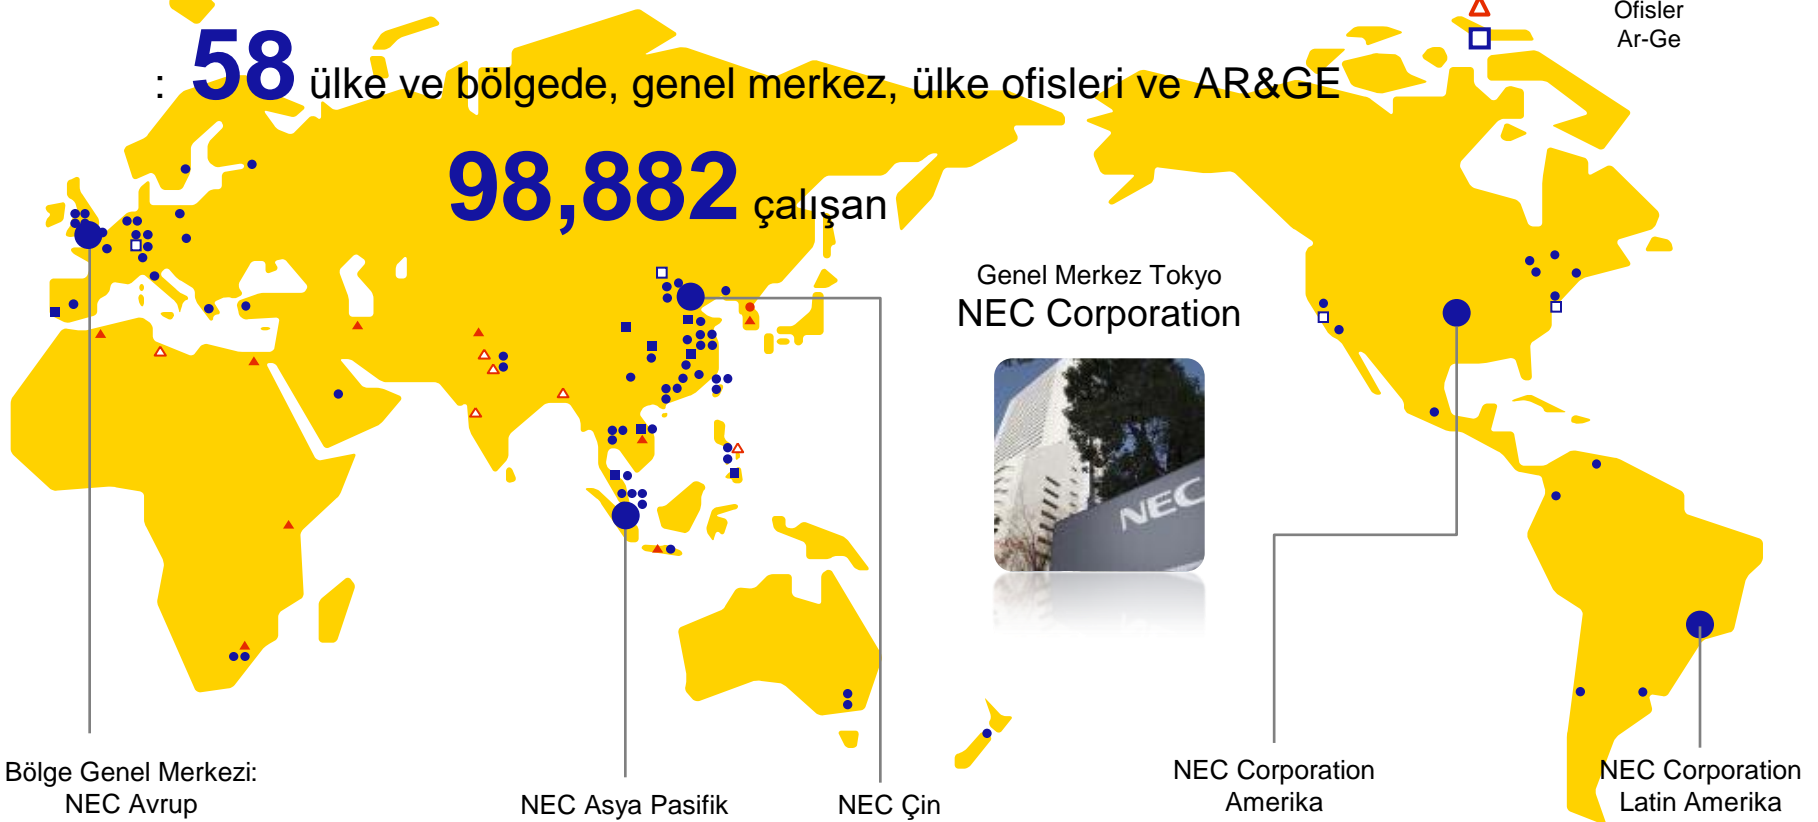 Ofisler
Ar-Ge
: 58 ülke ve bölgede, genel merkez, ülke ofisleri ve AR&GE
98,882 çalışan
Genel Merkez Tokyo
NEC Corporation
NEC
Bölge Genel Merkezi:
NEC Avrup
NEC Asya Pasifik
NEC Çin
NEC Corporation
Amerika
NEC Corporation
Latin Amerika